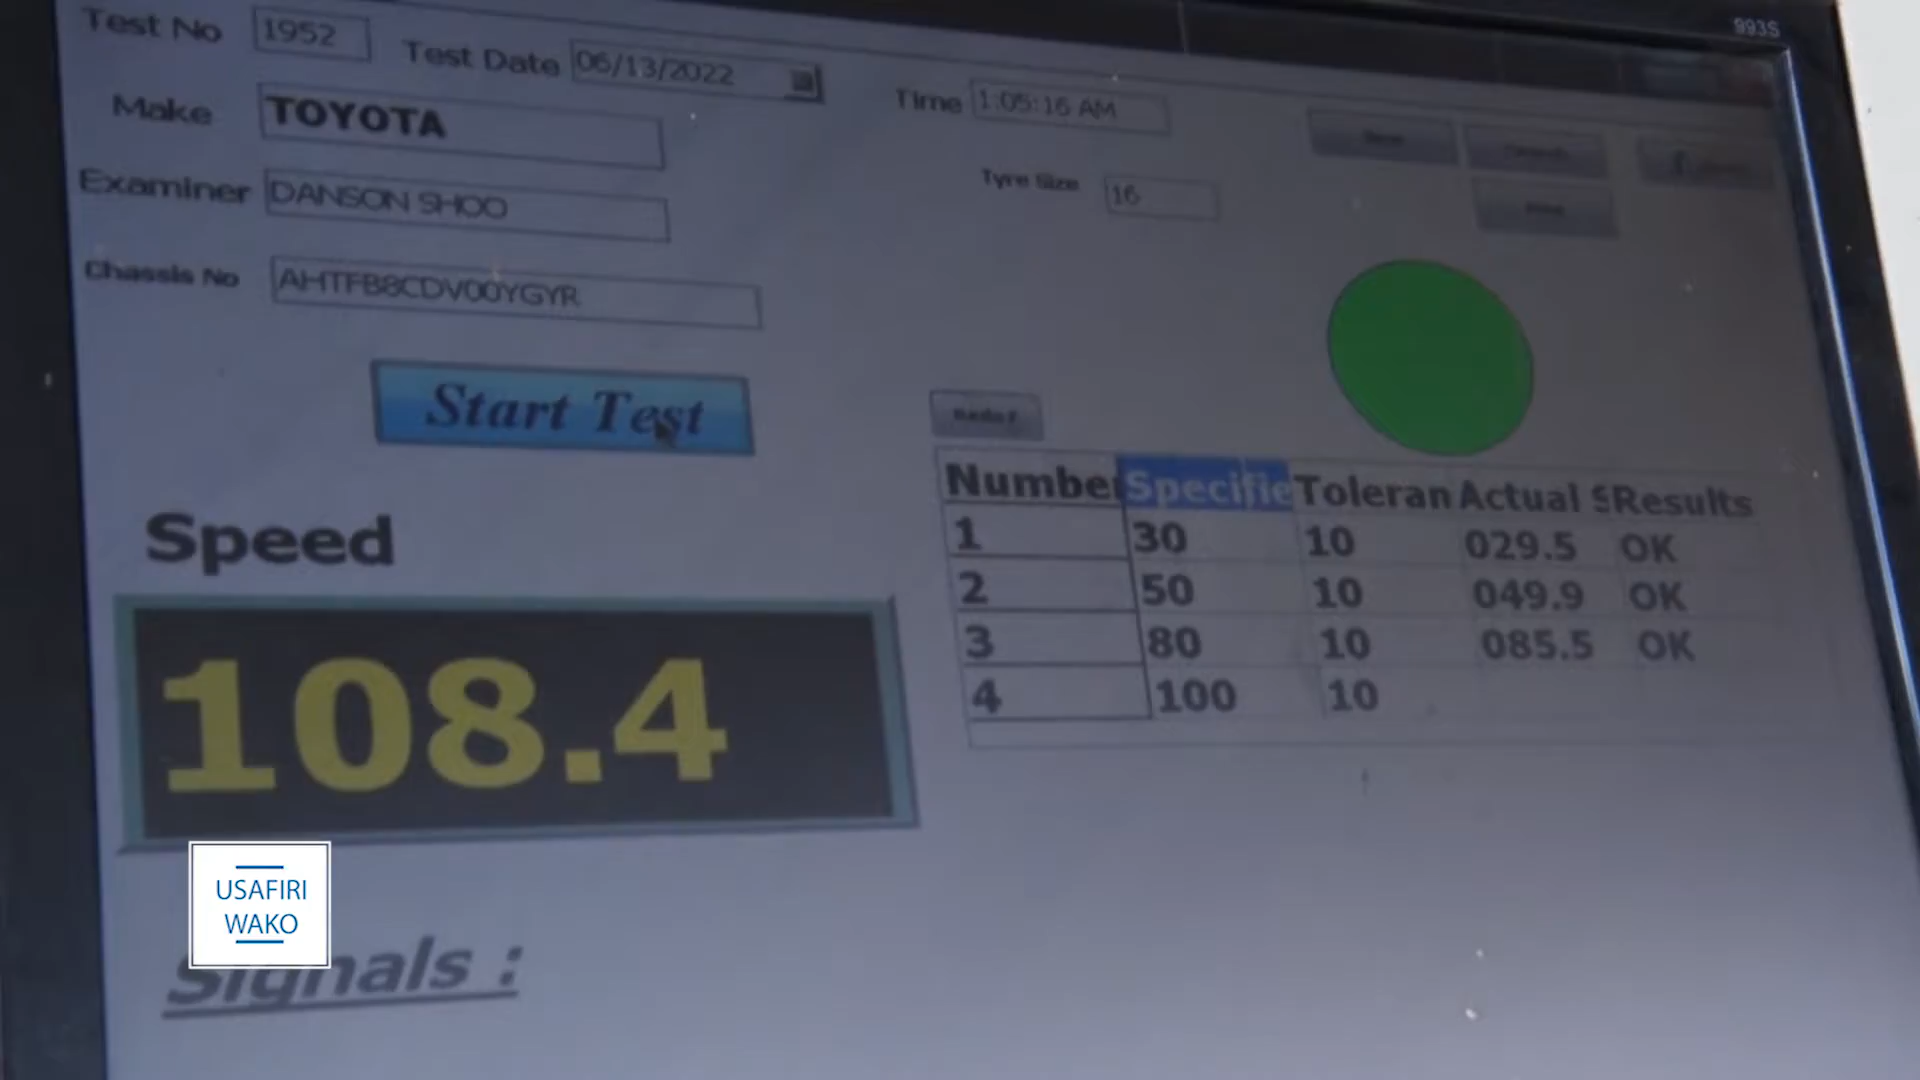 993S
Test No 1952 Test Date 06/13/2022 Time 1:05:16 AM
Make TOYOTA
Tyre Size 16
Examiner DANSON SHOO
Chassis No AHTFB8CDV00YGYR
Start Test
Number Specifie Toleran Actual S Results
1 30 10 029.5 OK
2 50 10 049.9 OK
3 80 10 085.5 OK
4 100 10
Speed
108.4
USAFIRI
WAKO
Signals :